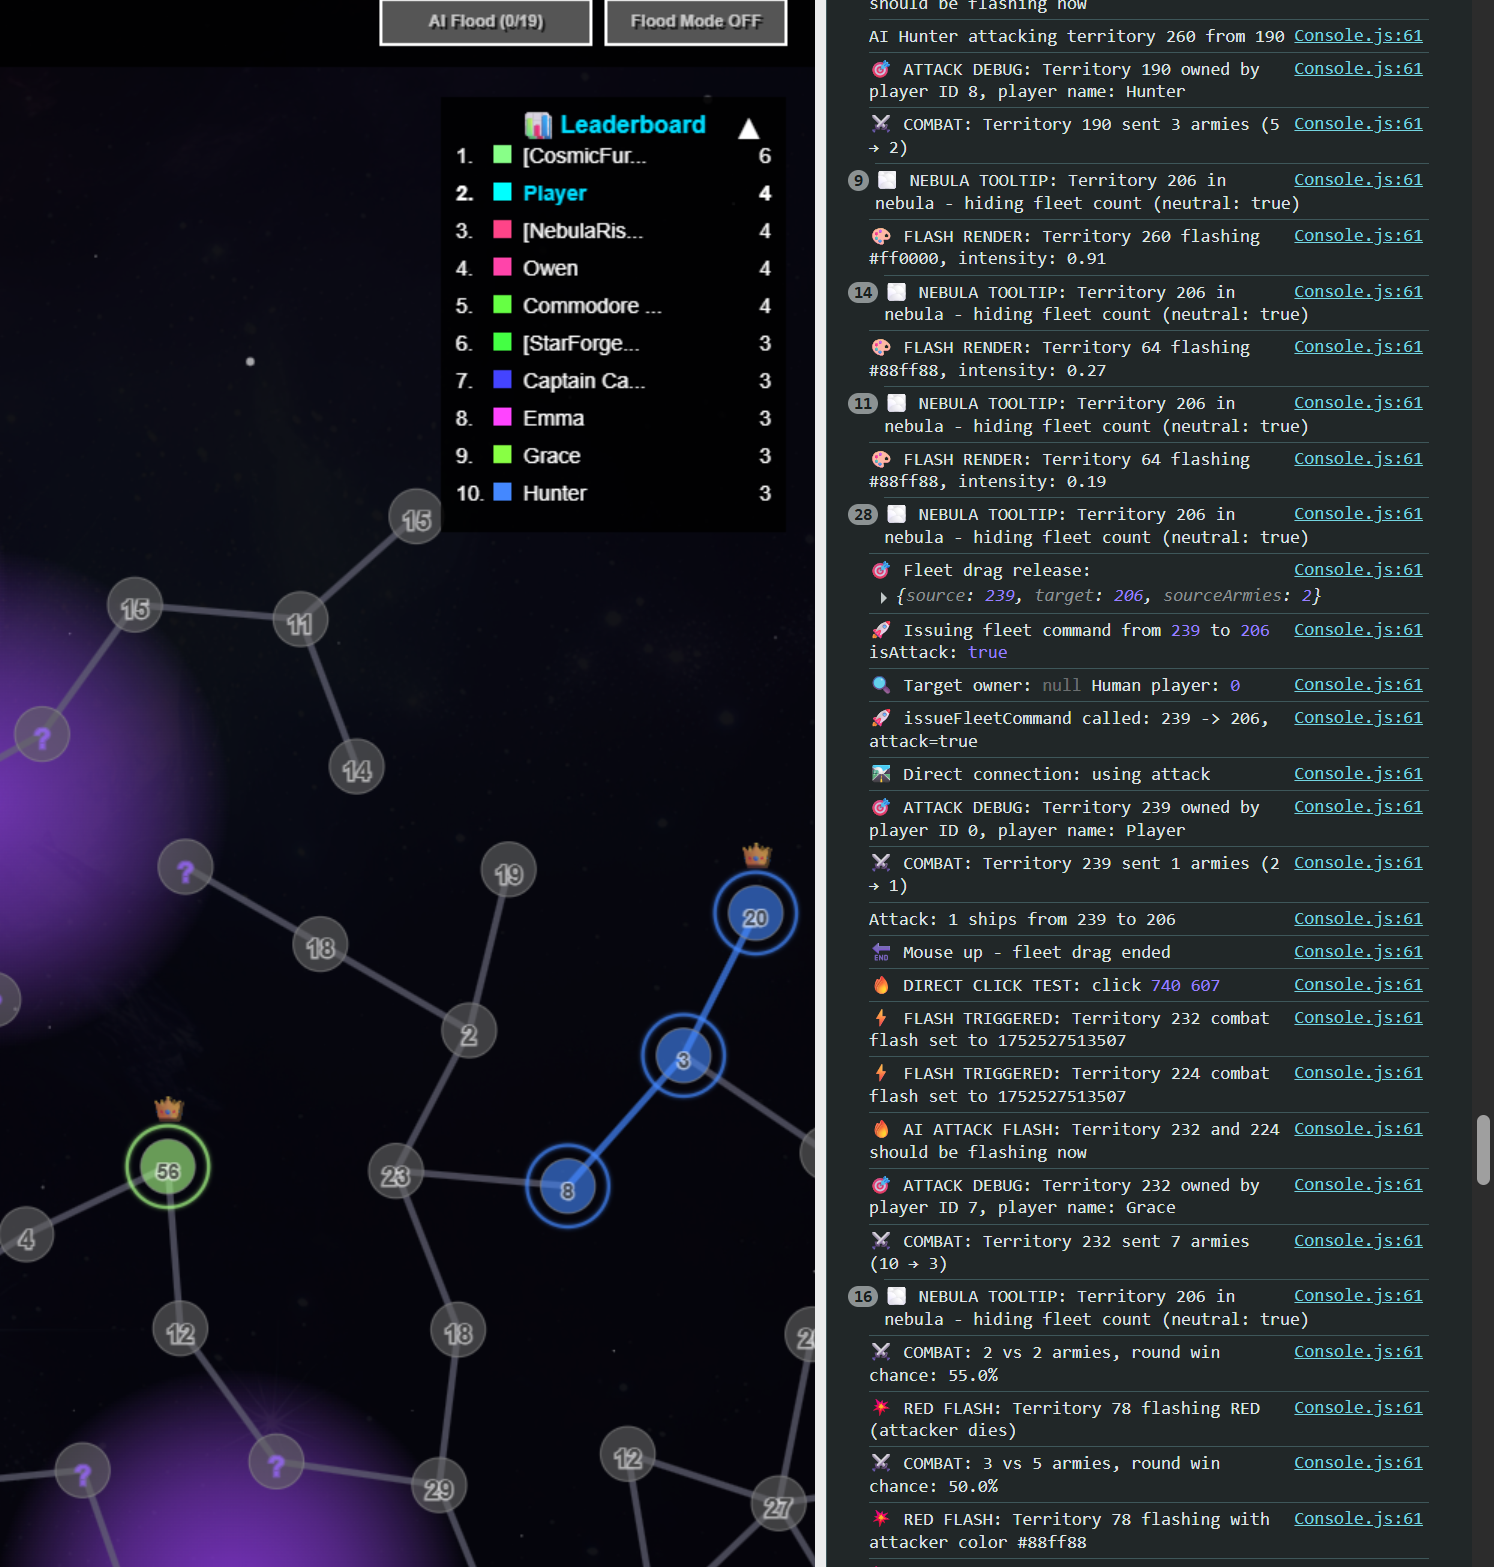 AI Flood (0/19)
Flood Mode OFF
📊 Leaderboard ▲
1. [CosmicFur... 6
2. Player 4
3. [NebulaRis... 4
4. Owen 4
5. Commodore ... 4
6. [StarForge... 3
7. Captain Ca... 3
8. Emma 3
9. Grace 3
10. Hunter 3
15
15
11
?
14
?
19
18
20
2
3
56
23
8
4
12
18
?
?
29
12
27
should be flashing now
AI Hunter attacking territory 260 from 190 Console.js:61
🎯 ATTACK DEBUG: Territory 190 owned by Console.js:61
player ID 8, player name: Hunter
⚔️ COMBAT: Territory 190 sent 3 armies (5 Console.js:61
→ 2)
9 🌫️ NEBULA TOOLTIP: Territory 206 in Console.js:61
nebula - hiding fleet count (neutral: true)
🎨 FLASH RENDER: Territory 260 flashing Console.js:61
#ff0000, intensity: 0.91
14 🌫️ NEBULA TOOLTIP: Territory 206 in Console.js:61
nebula - hiding fleet count (neutral: true)
🎨 FLASH RENDER: Territory 64 flashing Console.js:61
#88ff88, intensity: 0.27
11 🌫️ NEBULA TOOLTIP: Territory 206 in Console.js:61
nebula - hiding fleet count (neutral: true)
🎨 FLASH RENDER: Territory 64 flashing Console.js:61
#88ff88, intensity: 0.19
28 🌫️ NEBULA TOOLTIP: Territory 206 in Console.js:61
nebula - hiding fleet count (neutral: true)
🎯 Fleet drag release: Console.js:61
▶ {source: 239, target: 206, sourceArmies: 2}
🚀 Issuing fleet command from 239 to 206 Console.js:61
isAttack: true
🔍 Target owner: null Human player: 0 Console.js:61
🚀 issueFleetCommand called: 239 -> 206, Console.js:61
attack=true
🛣️ Direct connection: using attack Console.js:61
🎯 ATTACK DEBUG: Territory 239 owned by Console.js:61
player ID 0, player name: Player
⚔️ COMBAT: Territory 239 sent 1 armies (2 Console.js:61
→ 1)
Attack: 1 ships from 239 to 206 Console.js:61
🔚 Mouse up - fleet drag ended Console.js:61
🔥 DIRECT CLICK TEST: click 740 607 Console.js:61
⚡ FLASH TRIGGERED: Territory 232 combat Console.js:61
flash set to 1752527513507
⚡ FLASH TRIGGERED: Territory 224 combat Console.js:61
flash set to 1752527513507
🔥 AI ATTACK FLASH: Territory 232 and 224 Console.js:61
should be flashing now
🎯 ATTACK DEBUG: Territory 232 owned by Console.js:61
player ID 7, player name: Grace
⚔️ COMBAT: Territory 232 sent 7 armies Console.js:61
(10 → 3)
16 🌫️ NEBULA TOOLTIP: Territory 206 in Console.js:61
nebula - hiding fleet count (neutral: true)
⚔️ COMBAT: 2 vs 2 armies, round win Console.js:61
chance: 55.0%
💥 RED FLASH: Territory 78 flashing RED Console.js:61
(attacker dies)
⚔️ COMBAT: 3 vs 5 armies, round win Console.js:61
chance: 50.0%
💥 RED FLASH: Territory 78 flashing with Console.js:61
attacker color #88ff88